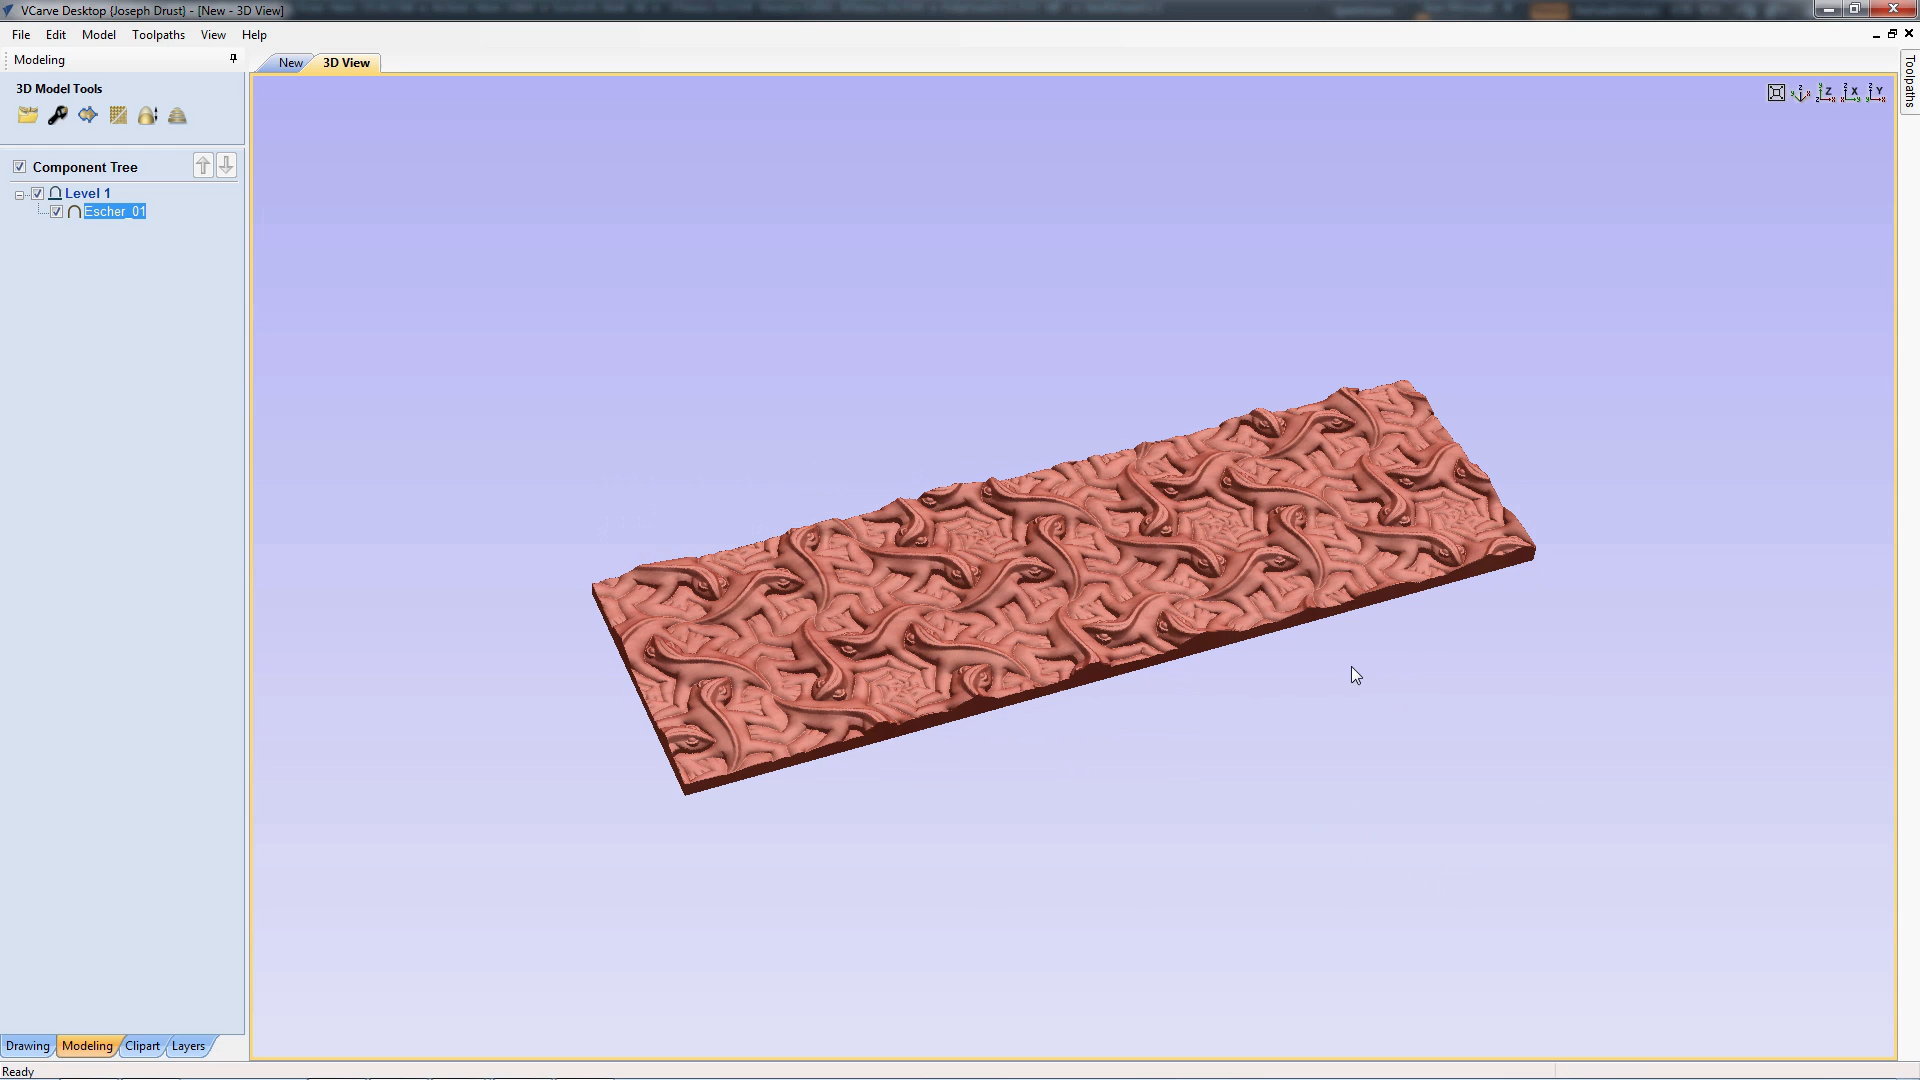 VCarve Desktop {Joseph Drust} - [New - 3D View]
File Edit Model Toolpaths View Help
Modeling
New 3D View
Toolpaths
3D Model Tools
Z X Y
Component Tree
Level 1
Escher_01
Drawing Modeling Clipart Layers
Ready